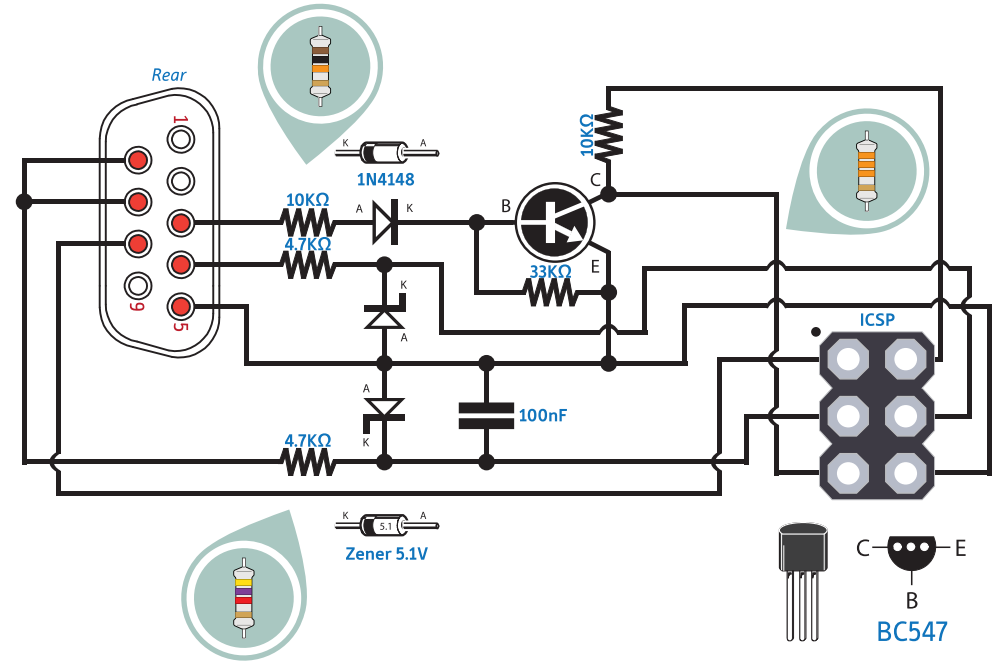 Rear
1
9
5
K
A
1N4148
10KΩ
A
K
4.7KΩ
K
A
A
K
4.7KΩ
100nF
K
5.1
A
Zener 5.1V
10KΩ
C
B
E
33KΩ
ICSP
C
E
B
BC547